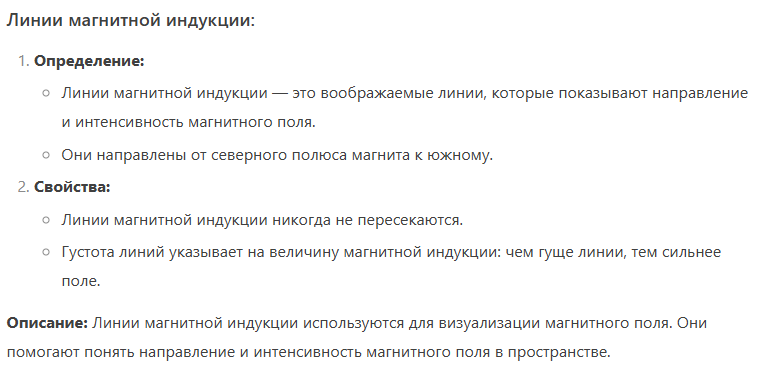 Линии магнитной индукции:
1. Определение:
◦ Линии магнитной индукции — это воображаемые линии, которые показывают направление
и интенсивность магнитного поля.
◦ Они направлены от северного полюса магнита к южному.
2. Свойства:
◦ Линии магнитной индукции никогда не пересекаются.
◦ Густота линий указывает на величину магнитной индукции: чем гуще линии, тем сильнее
поле.
Описание: Линии магнитной индукции используются для визуализации магнитного поля. Они
помогают понять направление и интенсивность магнитного поля в пространстве.